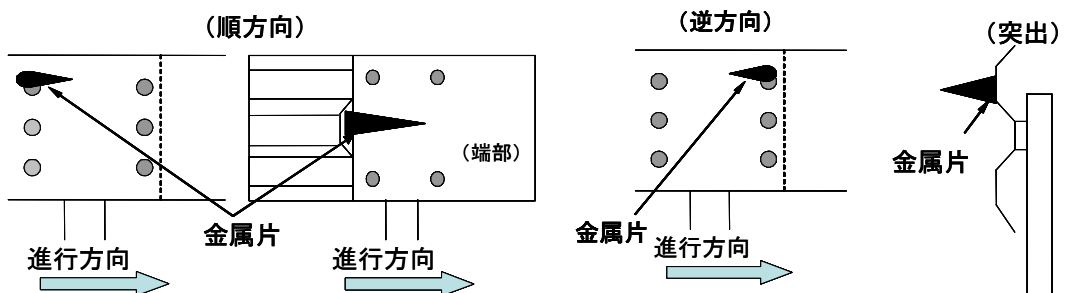 （順方向）
（逆方向）
（突出）
（端部）
金属片
金属片
金属片
進行方向
進行方向
進行方向